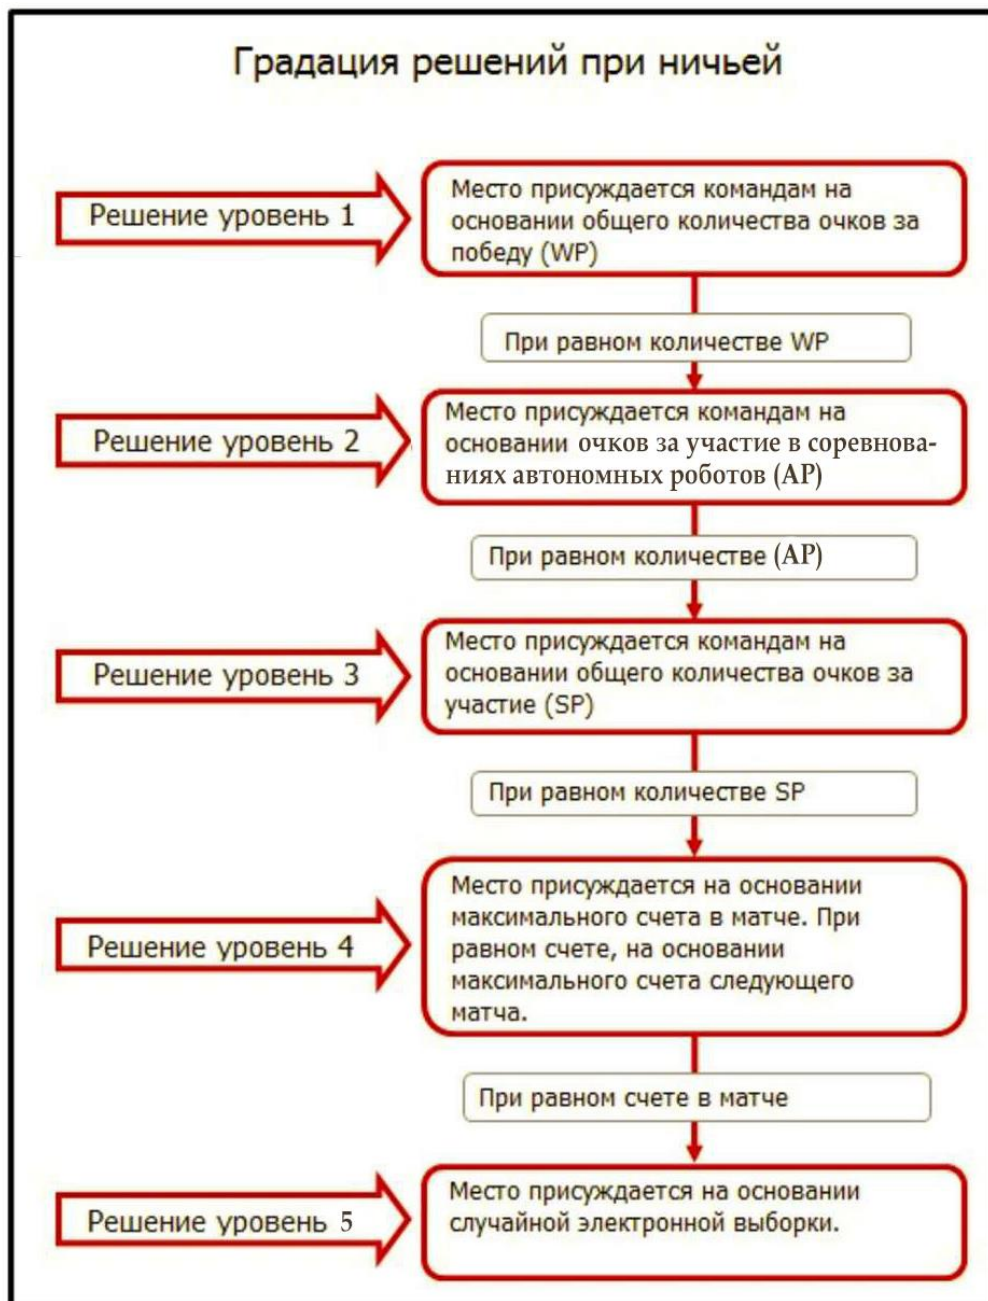 Градация решений при ничьей
Решение уровень 1
Место присуждается командам на
основании общего количества очков за
победу (WP)
При равном количестве WP
Решение уровень 2
Место присуждается командам на
основании очков за участие в соревнова-
ниях автономных роботов (АР)
При равном количестве (АР)
Решение уровень 3
Место присуждается командам на
основании общего количества очков за
участие (SP)
При равном количестве SP
Решение уровень 4
Место присуждается на основании
максимального счета в матче. При
равном счете, на основании
максимального счета следующего
матча.
При равном счете в матче
Решение уровень 5
Место присуждается на основании
случайной электронной выборки.